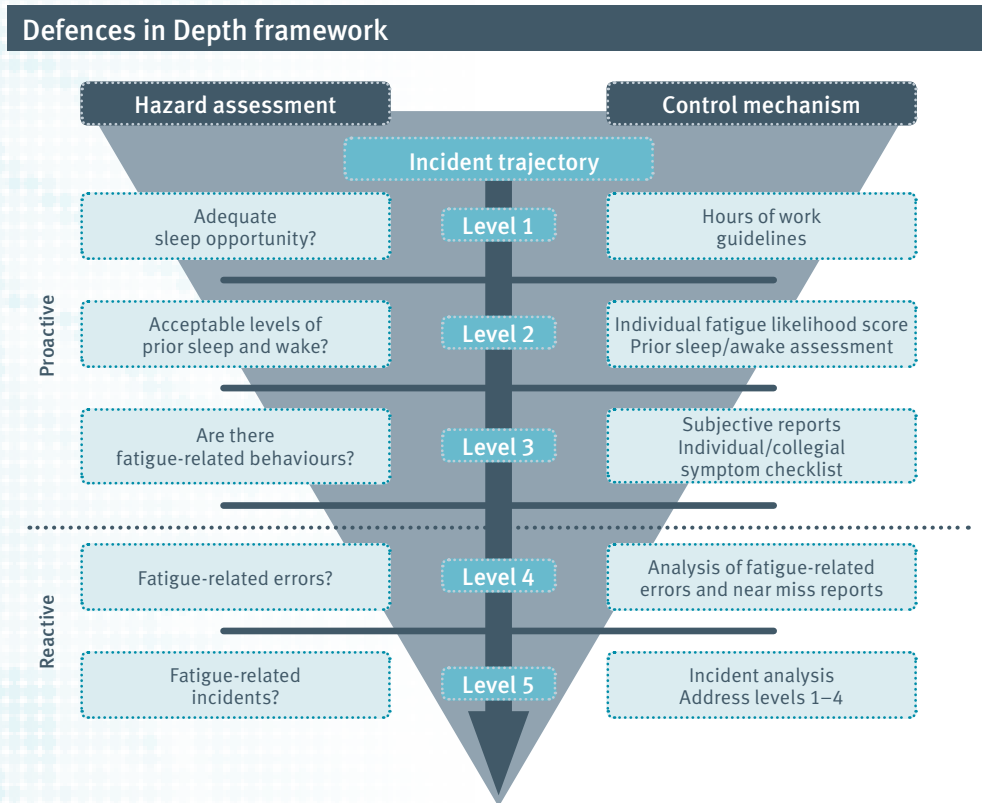 Defences in Depth framework
Hazard assessment
Control mechanism
Incident trajectory
Proactive
Adequate
sleep opportunity?
Level 1
Hours of work
guidelines
Acceptable levels of
prior sleep and wake?
Level 2
Individual fatigue likelihood score
Prior sleep/awake assessment
Are there
fatigue-related behaviours?
Level 3
Subjective reports
Individual/collegial
symptom checklist
Reactive
Fatigue-related errors?
Level 4
Analysis of fatigue-related
errors and near miss reports
Fatigue-related
incidents?
Level 5
Incident analysis
Address levels 1–4